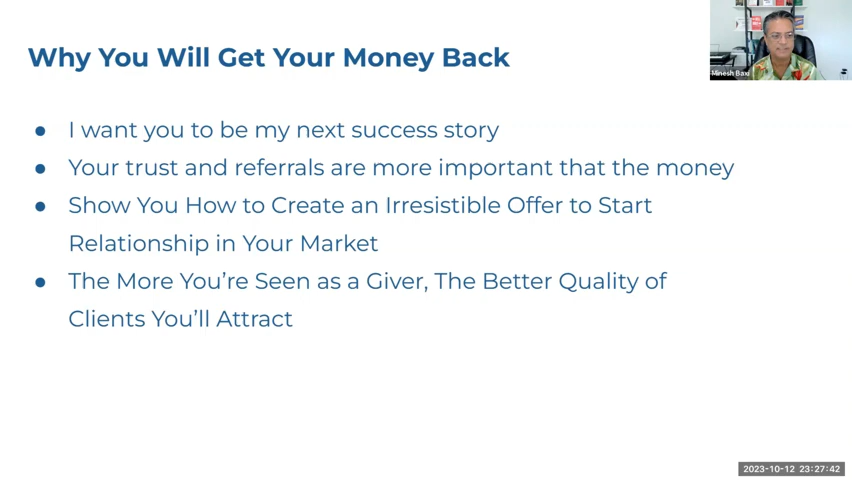 Why You Will Get Your Money Back
Minesh Baxi
● I want you to be my next success story
● Your trust and referrals are more important that the money
● Show You How to Create an Irresistible Offer to Start
Relationship in Your Market
● The More You’re Seen as a Giver, The Better Quality of
Clients You’ll Attract
2023-10-12 23:27:42